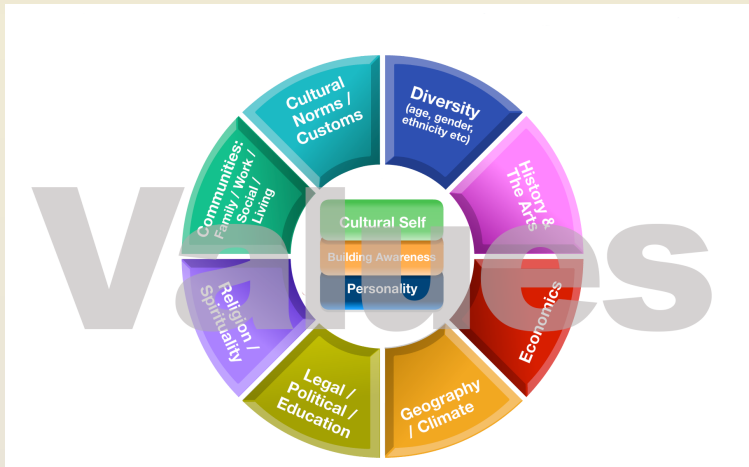 Values
Cultural
Norms /
Customs
Diversity
(age, gender,
ethnicity etc)
History &
The Arts
Economics
Geography
/ Climate
Legal /
Political /
Education
Religion /
Spirituality
Communities:
Family / Work /
Social /
Living
Cultural Self
Building Awareness
Personality